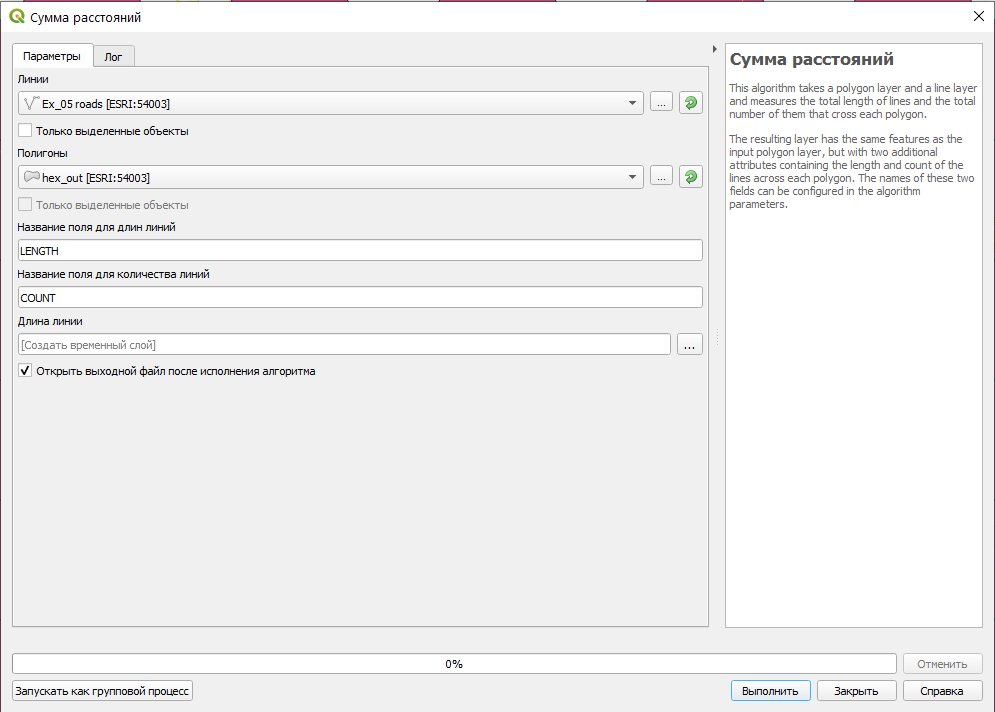 Сумма расстояний
Параметры
Лог
Линии
Ex_05 roads [ESRI:54003]
...
Только выделенные объекты
Полигоны
hex_out [ESRI:54003]
...
Только выделенные объекты
Название поля для длин линий
LENGTH
Название поля для количества линий
COUNT
Длина линии
[Создать временный слой]
...
Открыть выходной файл после исполнения алгоритма
Сумма расстояний
This algorithm takes a polygon layer and a line layer
and measures the total length of lines and the total
number of them that cross each polygon.
The resulting layer has the same features as the
input polygon layer, but with two additional
attributes containing the length and count of the
lines across each polygon. The names of these two
fields can be configured in the algorithm
parameters.
0%
Отменить
Запускать как групповой процесс
Выполнить
Закрыть
Справка